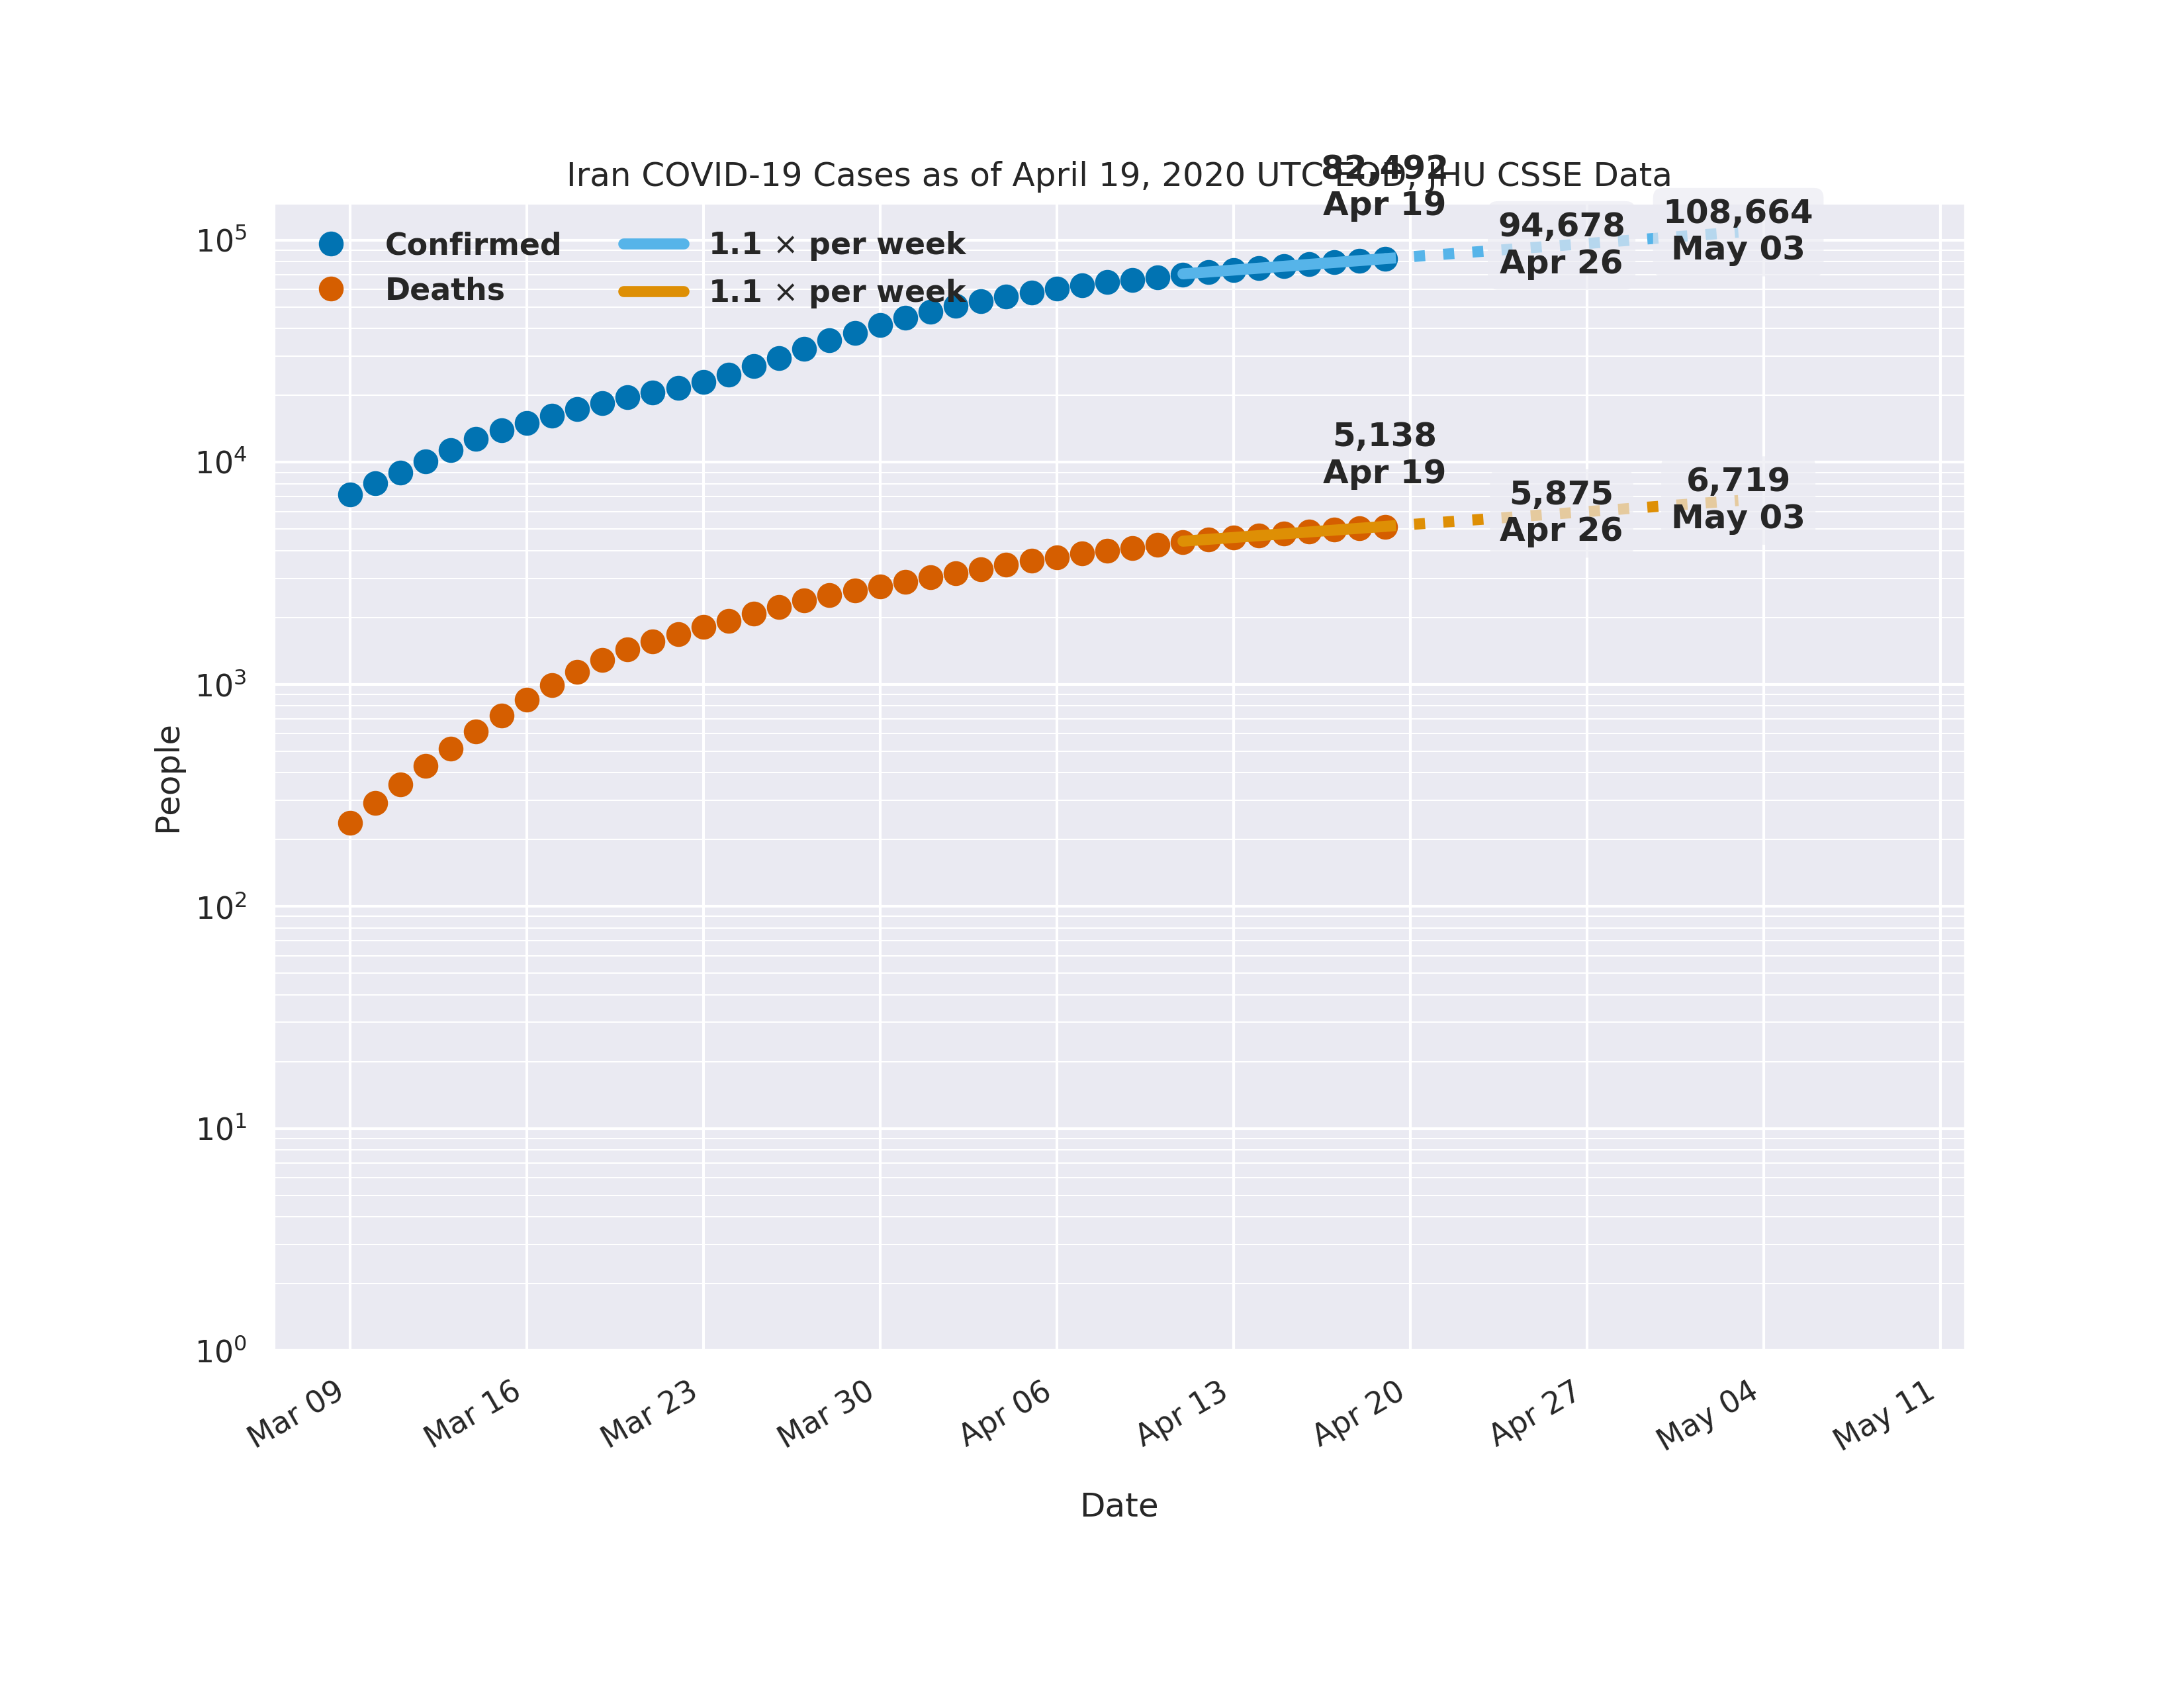 Iran COVID-19 Cases as of April 19, 2020 UTC EOD, JHU CSSE Data
82,492
Apr 19
94,678
Apr 26
108,664
May 03
Confirmed
Deaths
1.1 × per week
1.1 × per week
5,138
Apr 19
5,875
Apr 26
6,719
May 03
People
10⁵
10⁴
10³
10²
10¹
10⁰
Mar 09
Mar 16
Mar 23
Mar 30
Apr 06
Apr 13
Apr 20
Apr 27
May 04
May 11
Date